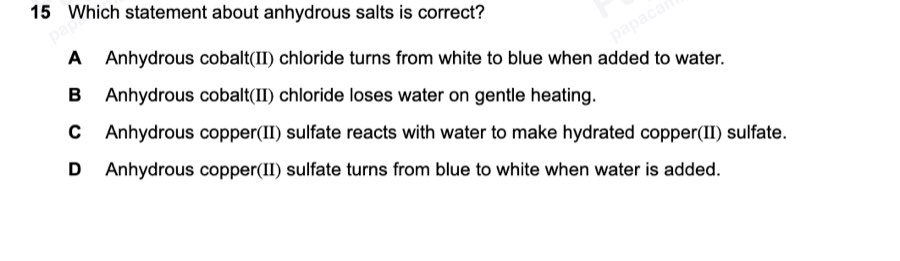 15 Which statement about anhydrous salts is correct?
A Anhydrous cobalt(II) chloride turns from white to blue when added to water.
B Anhydrous cobalt(II) chloride loses water on gentle heating.
C Anhydrous copper(II) sulfate reacts with water to make hydrated copper(II) sulfate.
D Anhydrous copper(II) sulfate turns from blue to white when water is added.